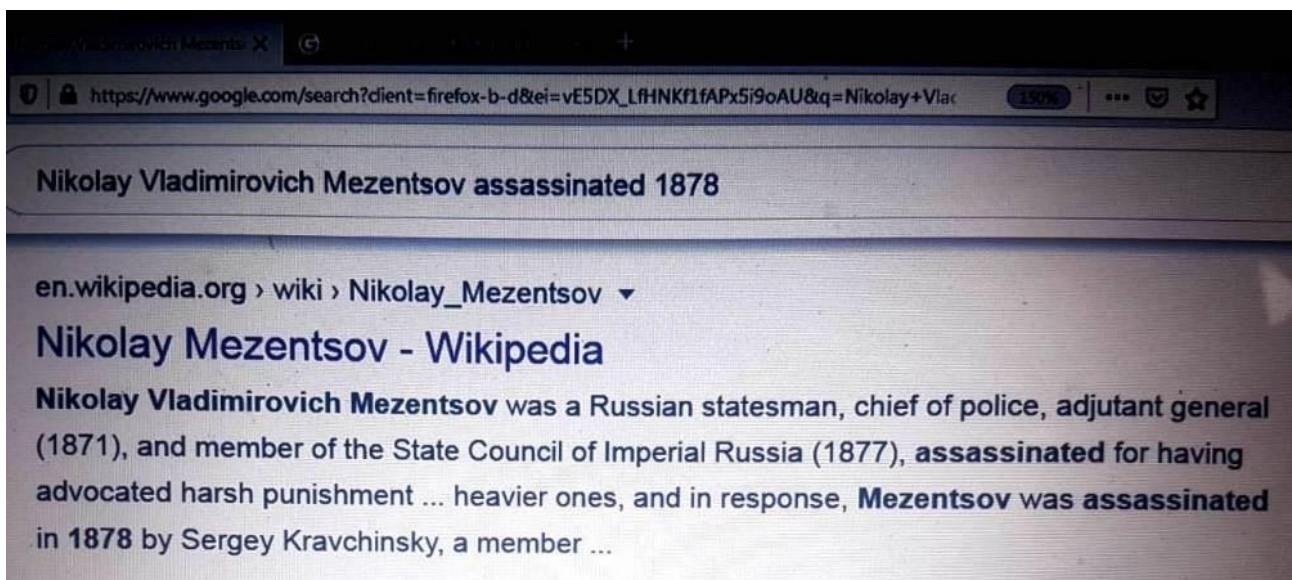 Vladimirovich Mezents
https://www.google.com/search?client=firefox-b-d&ei=vE5DX_LfHNKf1fAPx5i9oAU&q=Nikolay+Vlac 150%
Nikolay Vladimirovich Mezentsov assassinated 1878
en.wikipedia.org › wiki › Nikolay_Mezentsov
Nikolay Mezentsov - Wikipedia
Nikolay Vladimirovich Mezentsov was a Russian statesman, chief of police, adjutant general
(1871), and member of the State Council of Imperial Russia (1877), assassinated for having
advocated harsh punishment ... heavier ones, and in response, Mezentsov was assassinated
in 1878 by Sergey Kravchinsky, a member ...